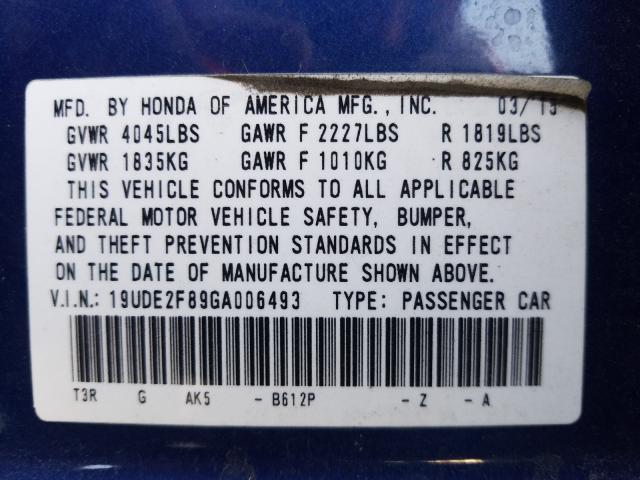 MFD. BY HONDA OF AMERICA MFG., INC. 03/15
GVWR 4045LBS GAWR F 2227LBS R 1819LBS
GVWR 1835KG GAWR F 1010KG R 825KG
THIS VEHICLE CONFORMS TO ALL APPLICABLE
FEDERAL MOTOR VEHICLE SAFETY, BUMPER,
AND THEFT PREVENTION STANDARDS IN EFFECT
ON THE DATE OF MANUFACTURE SHOWN ABOVE.
V.I.N.: 19UDE2F89GA006493 TYPE: PASSENGER CAR
T3R G AK5 - B612P - Z - A